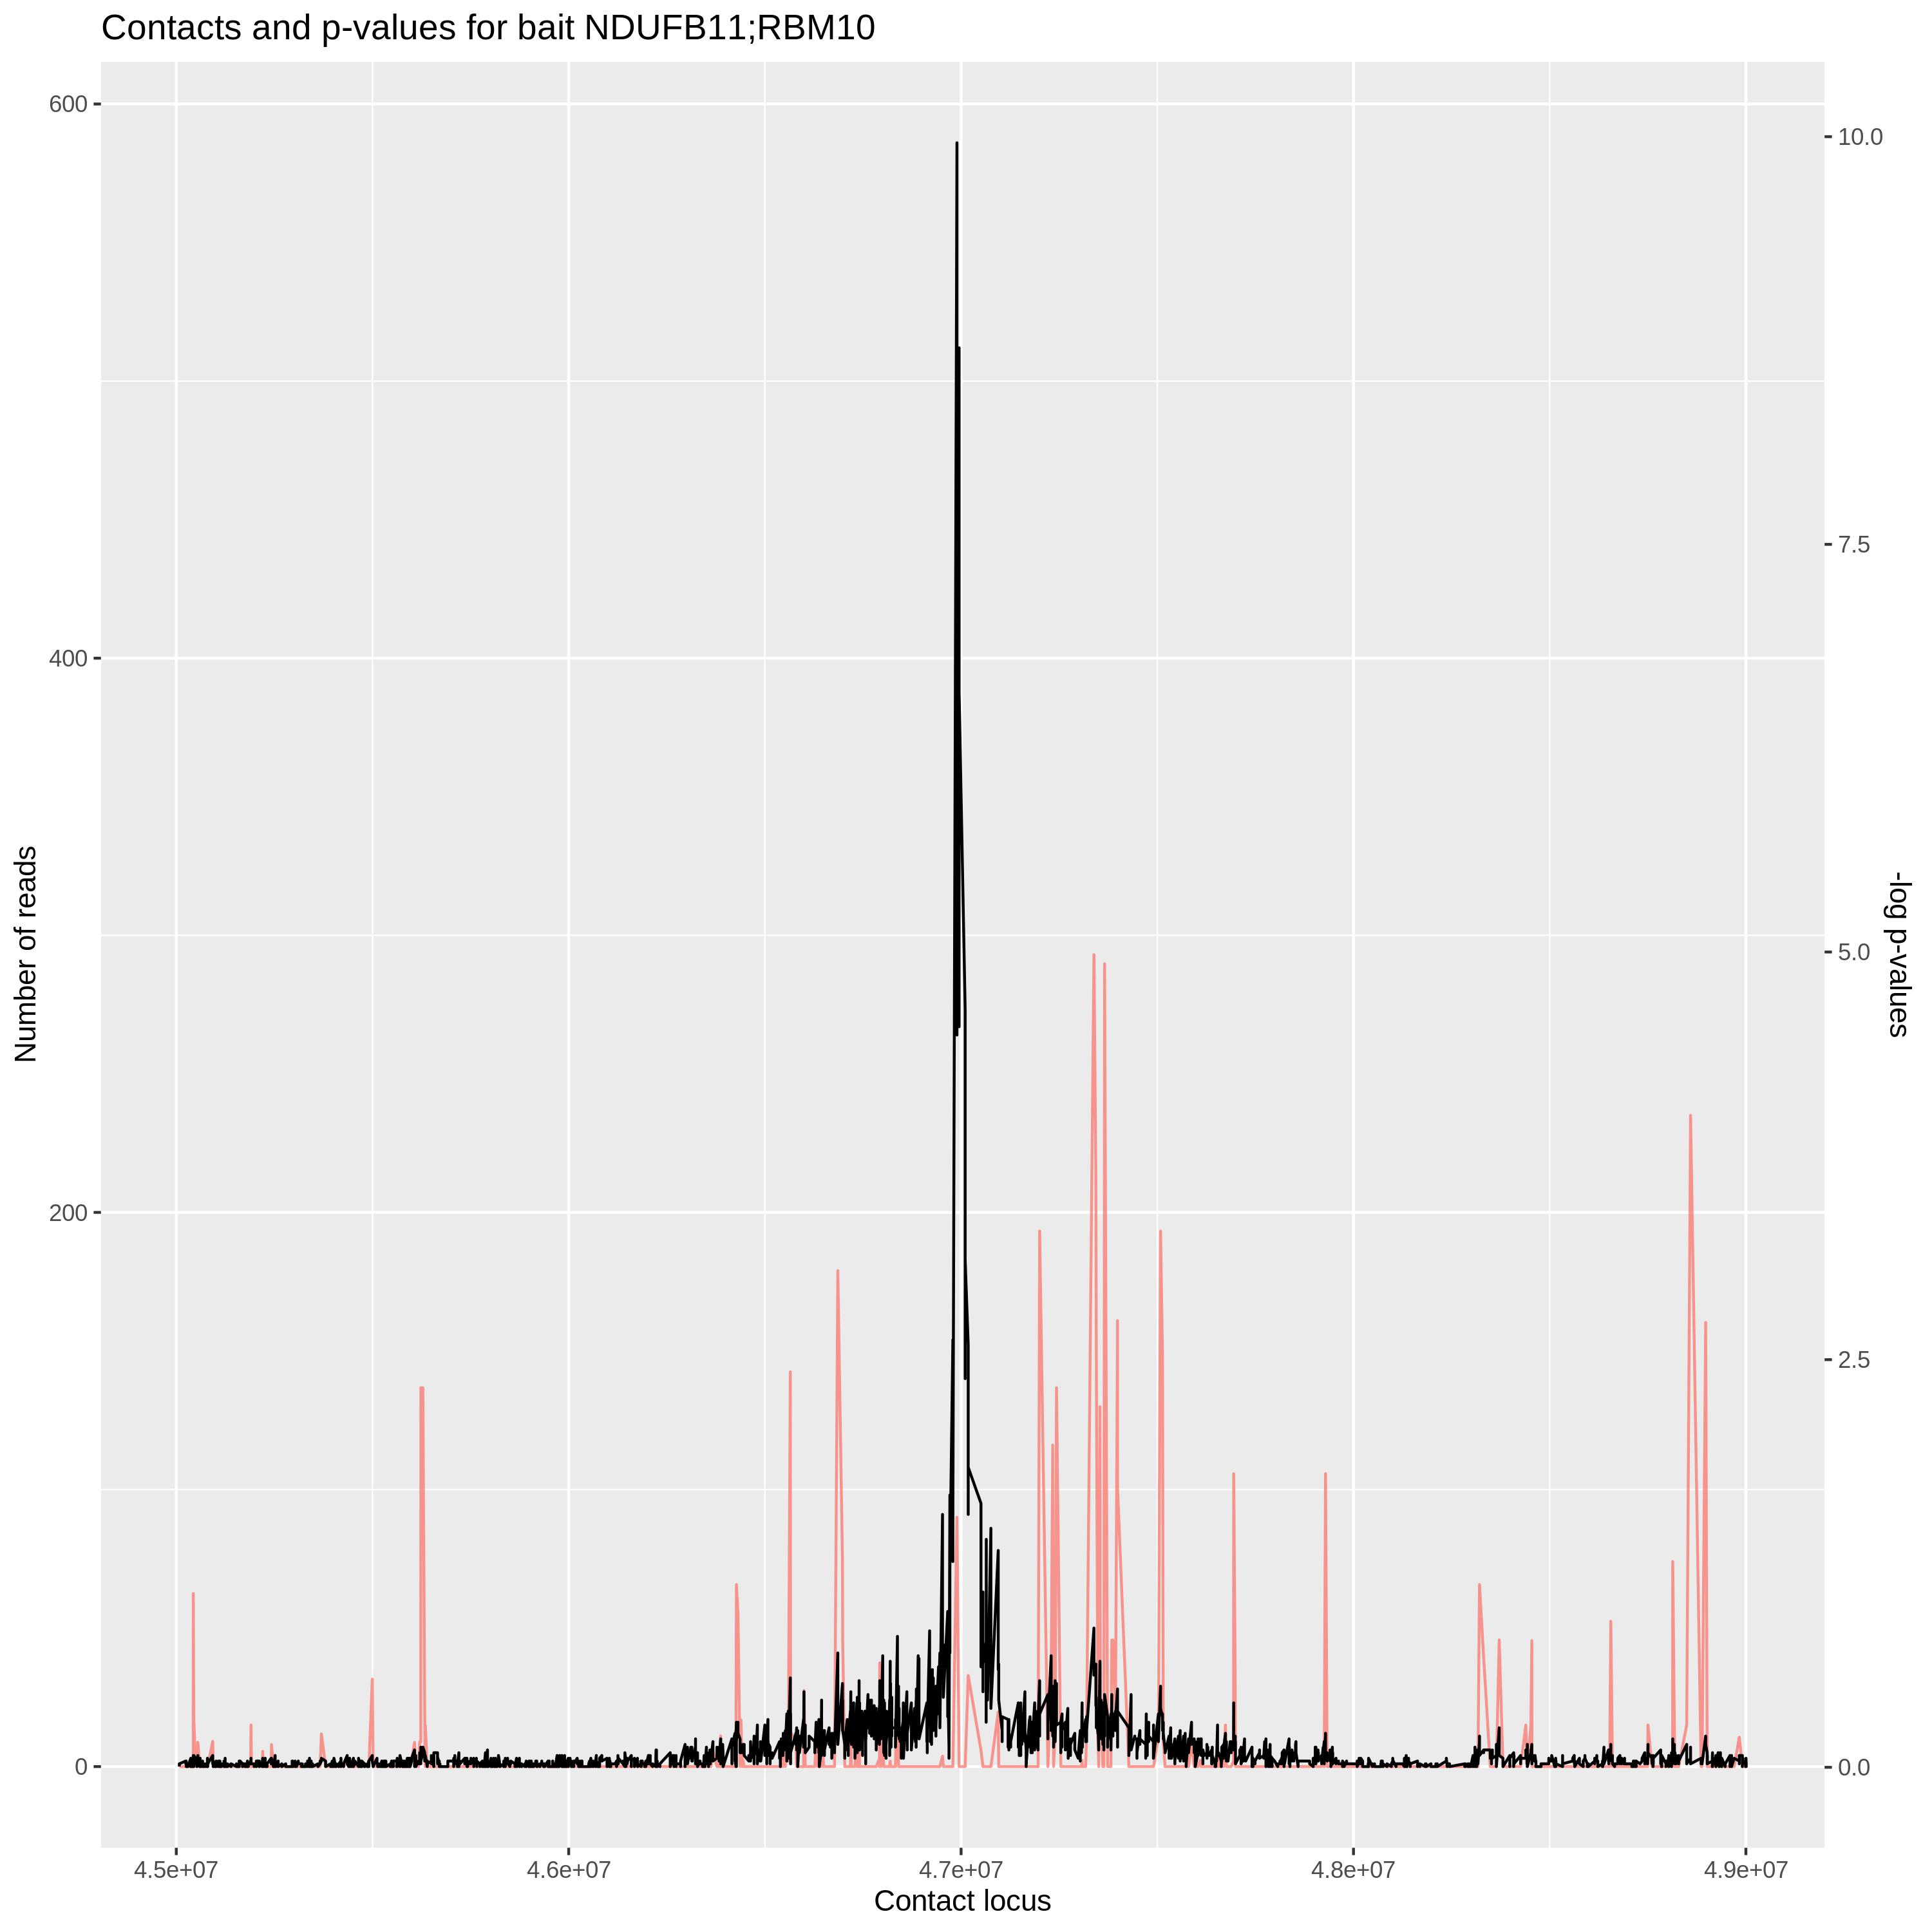 Contacts and p-values for bait NDUFB11;RBM10
600
400
200
0
Number of reads
10.0
7.5
5.0
2.5
0.0
-log p-values
4.5e+07
4.6e+07
4.7e+07
4.8e+07
4.9e+07
Contact locus